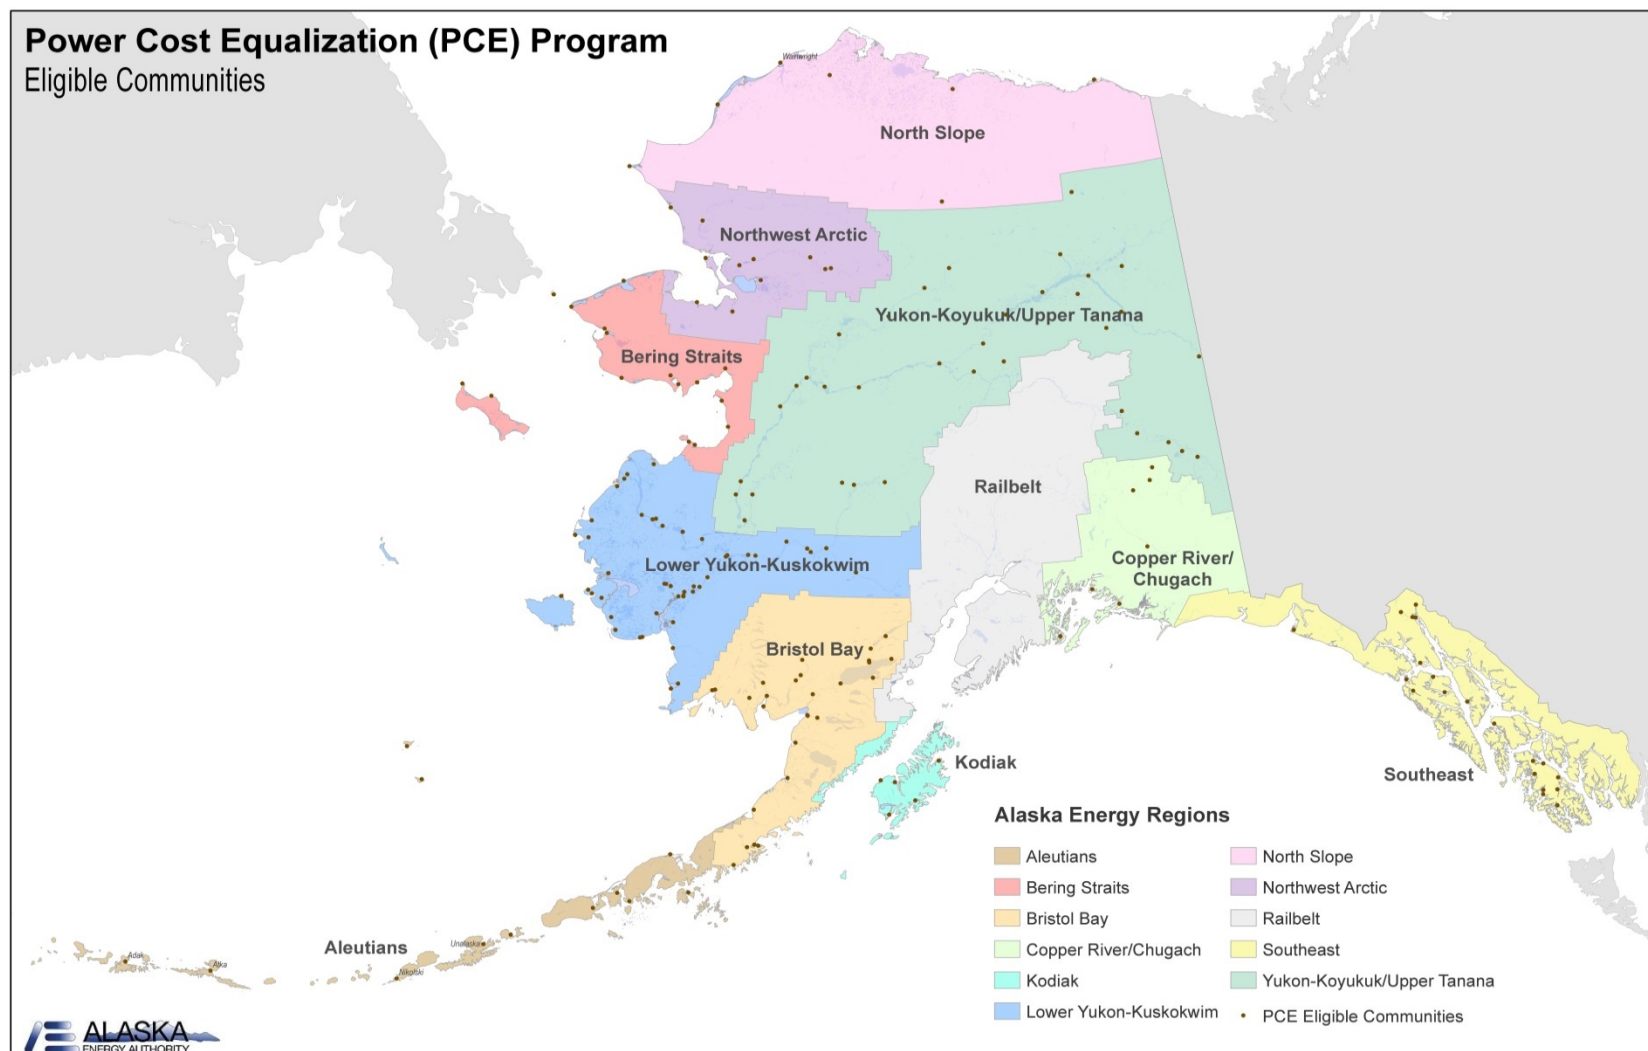 Power Cost Equalization (PCE) Program
Eligible Communities
Wainwright
North Slope
Northwest Arctic
Yukon-Koyukuk/Upper Tanana
Bering Straits
Railbelt
Lower Yukon-Kuskokwim
Copper River/
Chugach
Bristol Bay
Kodiak
Southeast
Aleutians
Unalaska
Adak
Atka
Nikolski
Alaska Energy Regions
Aleutians
Bering Straits
Bristol Bay
Copper River/Chugach
Kodiak
Lower Yukon-Kuskokwim
North Slope
Northwest Arctic
Railbelt
Southeast
Yukon-Koyukuk/Upper Tanana
PCE Eligible Communities
ALASKA
ENERGY AUTHORITY